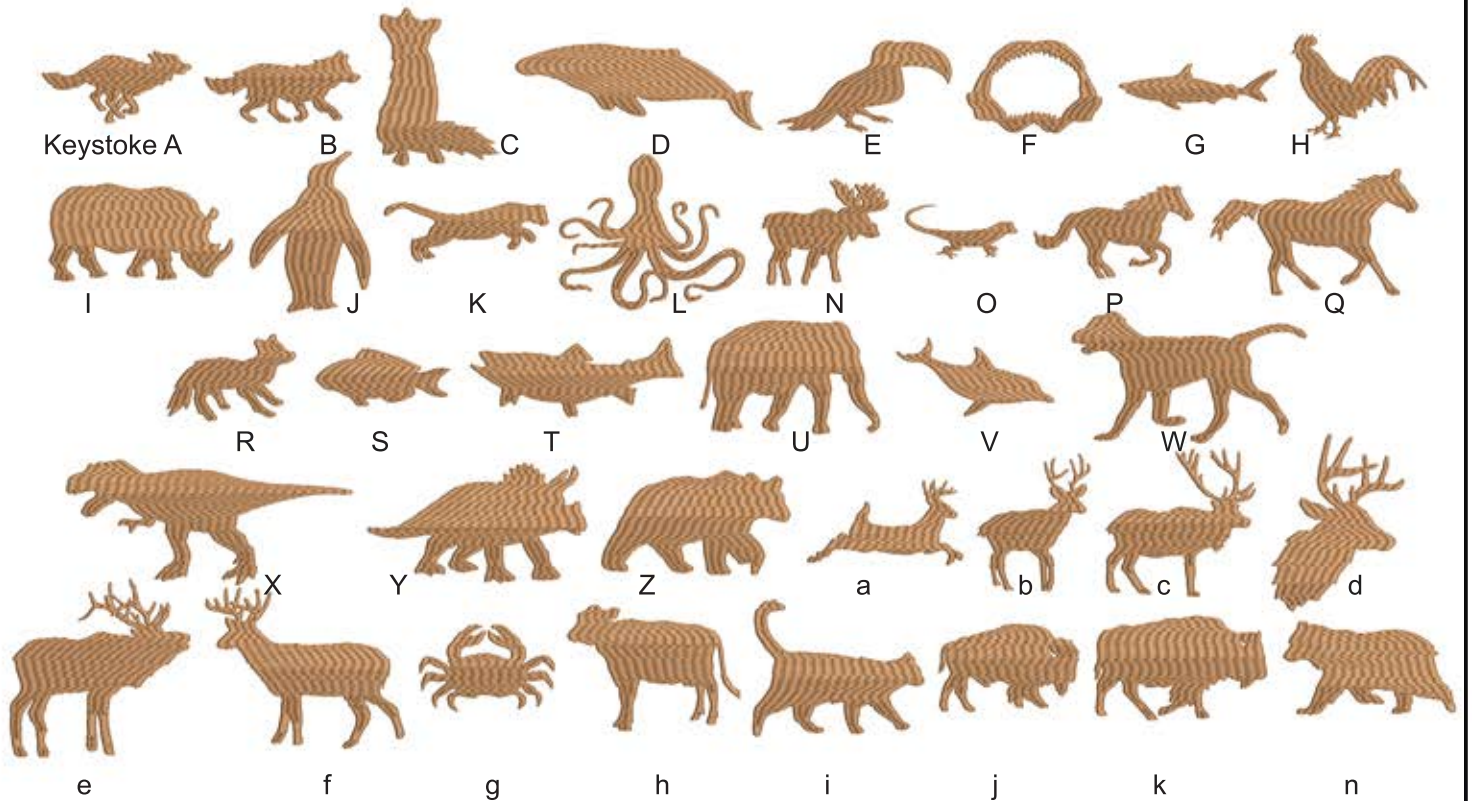 Keystoke A B C D E F G H
I J K L N O P Q
R S T U V W
X Y Z a b c d
e f g h i j k n